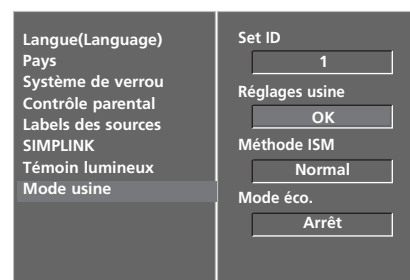 Langue(Language)
Pays
Système de verrou
Contrôle parental
Labels des sources
SIMPLINK
Témoin lumineux
Mode usine
Set ID
1
Réglages usine
OK
Méthode ISM
Normal
Mode éco.
Arrêt